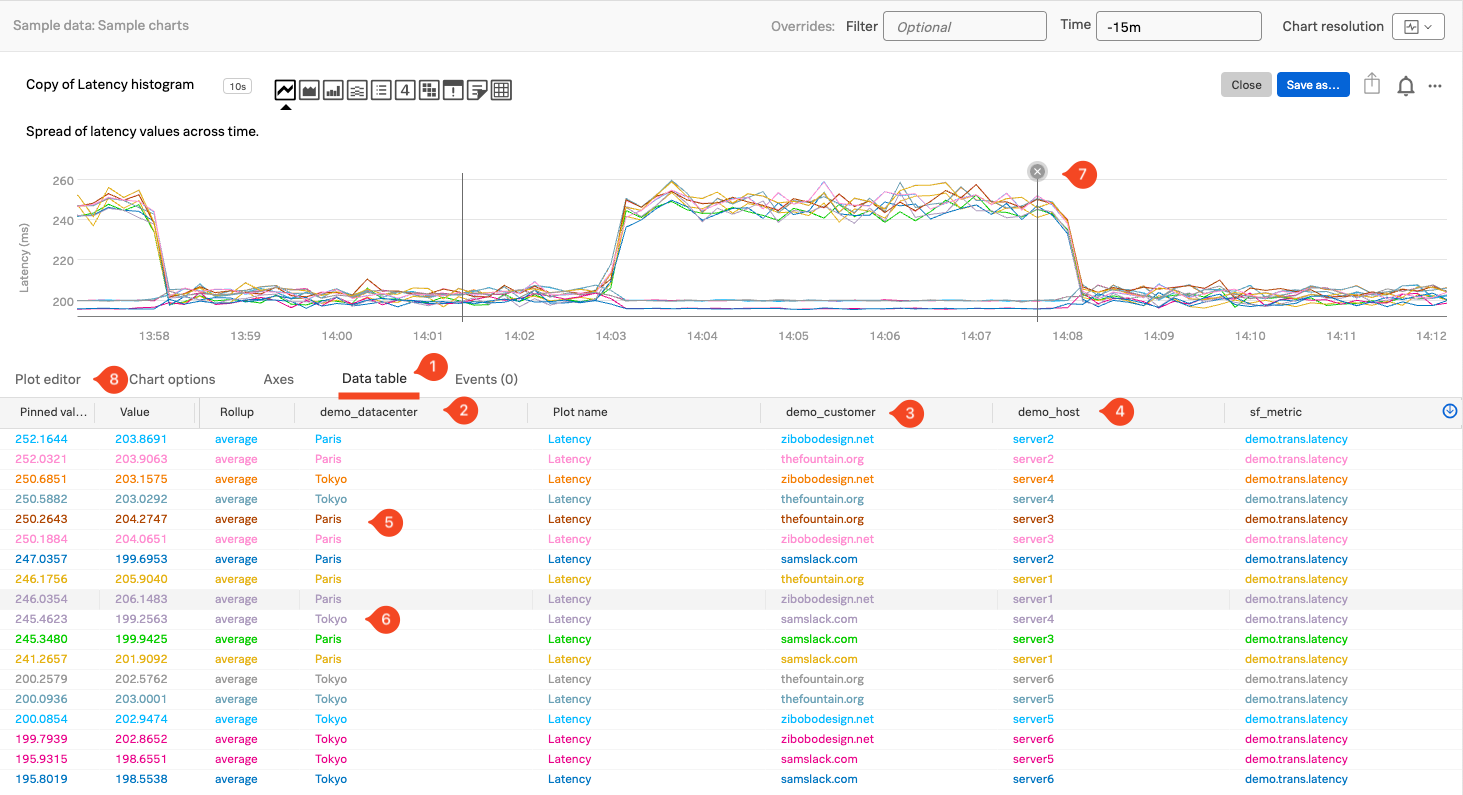 Sample data: Sample charts Overrides: Filter Optional Time -15m Chart resolution
Copy of Latency histogram 10s 4 Close Save as... ...
Spread of latency values across time.
7
Latency (ms)
260
240
220
200
13:58 13:59 14:00 14:01 14:02 14:03 14:04 14:05 14:06 14:07 14:08 14:09 14:10 14:11 14:12
Plot editor 8 Chart options Axes Data table 1 Events (0)
Pinned val... Value Rollup demo_datacenter 2 Plot name demo_customer 3 demo_host 4 sf_metric
252.1644 203.8691 average Paris Latency zibobodesign.net server2 demo.trans.latency
252.0321 203.9063 average Paris Latency thefountain.org server2 demo.trans.latency
250.6851 203.1575 average Tokyo Latency zibobodesign.net server4 demo.trans.latency
250.5882 203.0292 average Tokyo Latency thefountain.org server4 demo.trans.latency
250.2643 204.2747 average Paris 5 Latency thefountain.org server3 demo.trans.latency
250.1884 204.0651 average Paris Latency zibobodesign.net server3 demo.trans.latency
247.0357 199.6953 average Paris Latency samslack.com server2 demo.trans.latency
246.1756 205.9040 average Paris Latency thefountain.org server1 demo.trans.latency
246.0354 206.1483 average Paris Latency zibobodesign.net server1 demo.trans.latency
245.4623 199.2563 average Tokyo 6 Latency samslack.com server4 demo.trans.latency
245.3480 199.9425 average Paris Latency samslack.com server3 demo.trans.latency
241.2657 201.9092 average Paris Latency samslack.com server1 demo.trans.latency
200.2579 202.5762 average Tokyo Latency thefountain.org server6 demo.trans.latency
200.0936 203.0001 average Tokyo Latency thefountain.org server5 demo.trans.latency
200.0854 202.9474 average Tokyo Latency zibobodesign.net server5 demo.trans.latency
199.7939 202.8652 average Tokyo Latency zibobodesign.net server6 demo.trans.latency
195.9315 198.6551 average Tokyo Latency samslack.com server5 demo.trans.latency
195.8019 198.5538 average Tokyo Latency samslack.com server6 demo.trans.latency